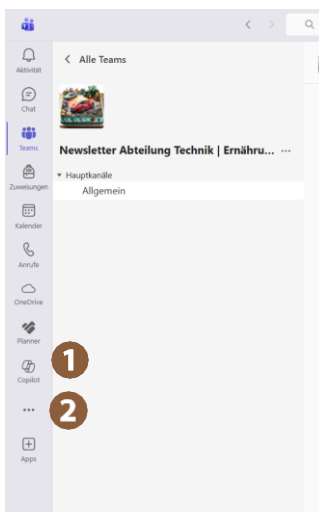 Aktivität
Chat
Teams
Zuweisungen
Kalender
Anrufe
OneDrive
Planner
Copilot
Apps
Alle Teams
Newsletter Abteilung Technik | Ernähru... ...
Hauptkanäle
Allgemein
1
2